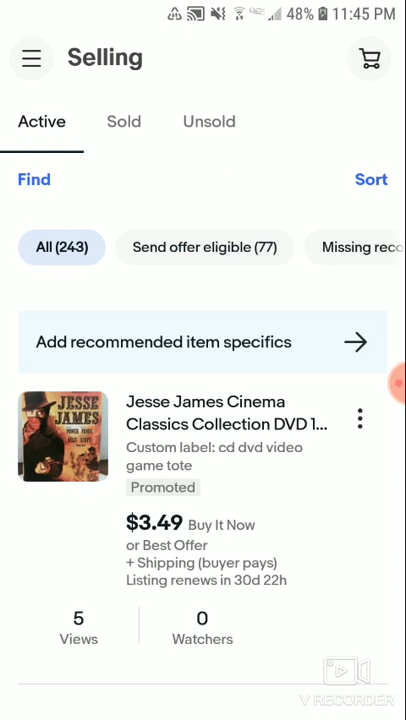 48% 11:45 PM
Selling
Active Sold Unsold
Find Sort
All (243) Send offer eligible (77) Missing reco
Add recommended item specifics
JESSE
JAMES
Jesse James Cinema
Classics Collection DVD 1...
Custom label: cd dvd video
game tote
Promoted
$3.49 Buy It Now
or Best Offer
+ Shipping (buyer pays)
Listing renews in 30d 22h
5 0
Views Watchers
V RECORDER